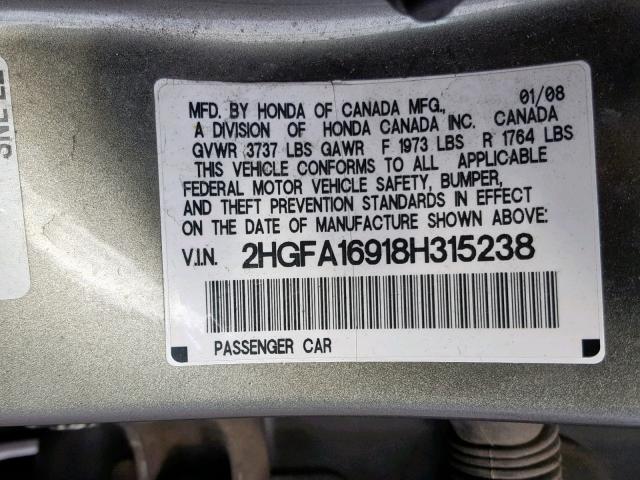 MFD. BY HONDA OF CANADA MFG., 01/08
A DIVISION OF HONDA CANADA INC. CANADA
GVWR 3737 LBS GAWR F 1973 LBS R 1764 LBS
THIS VEHICLE CONFORMS TO ALL APPLICABLE
FEDERAL MOTOR VEHICLE SAFETY, BUMPER,
AND THEFT PREVENTION STANDARDS IN EFFECT
ON THE DATE OF MANUFACTURE SHOWN ABOVE:
V.I.N. 2HGFA16918H315238
PASSENGER CAR